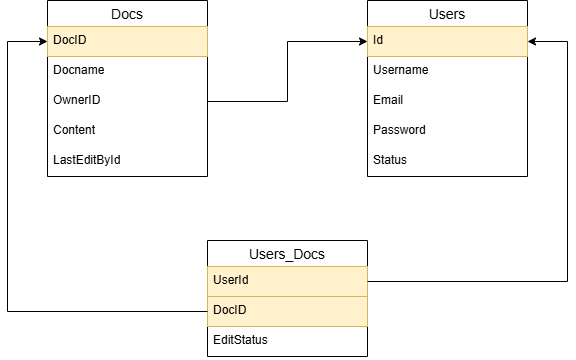 Docs
DocID
Docname
OwnerID
Content
LastEditById
Users
Id
Username
Email
Password
Status
Users_Docs
UserId
DocID
EditStatus